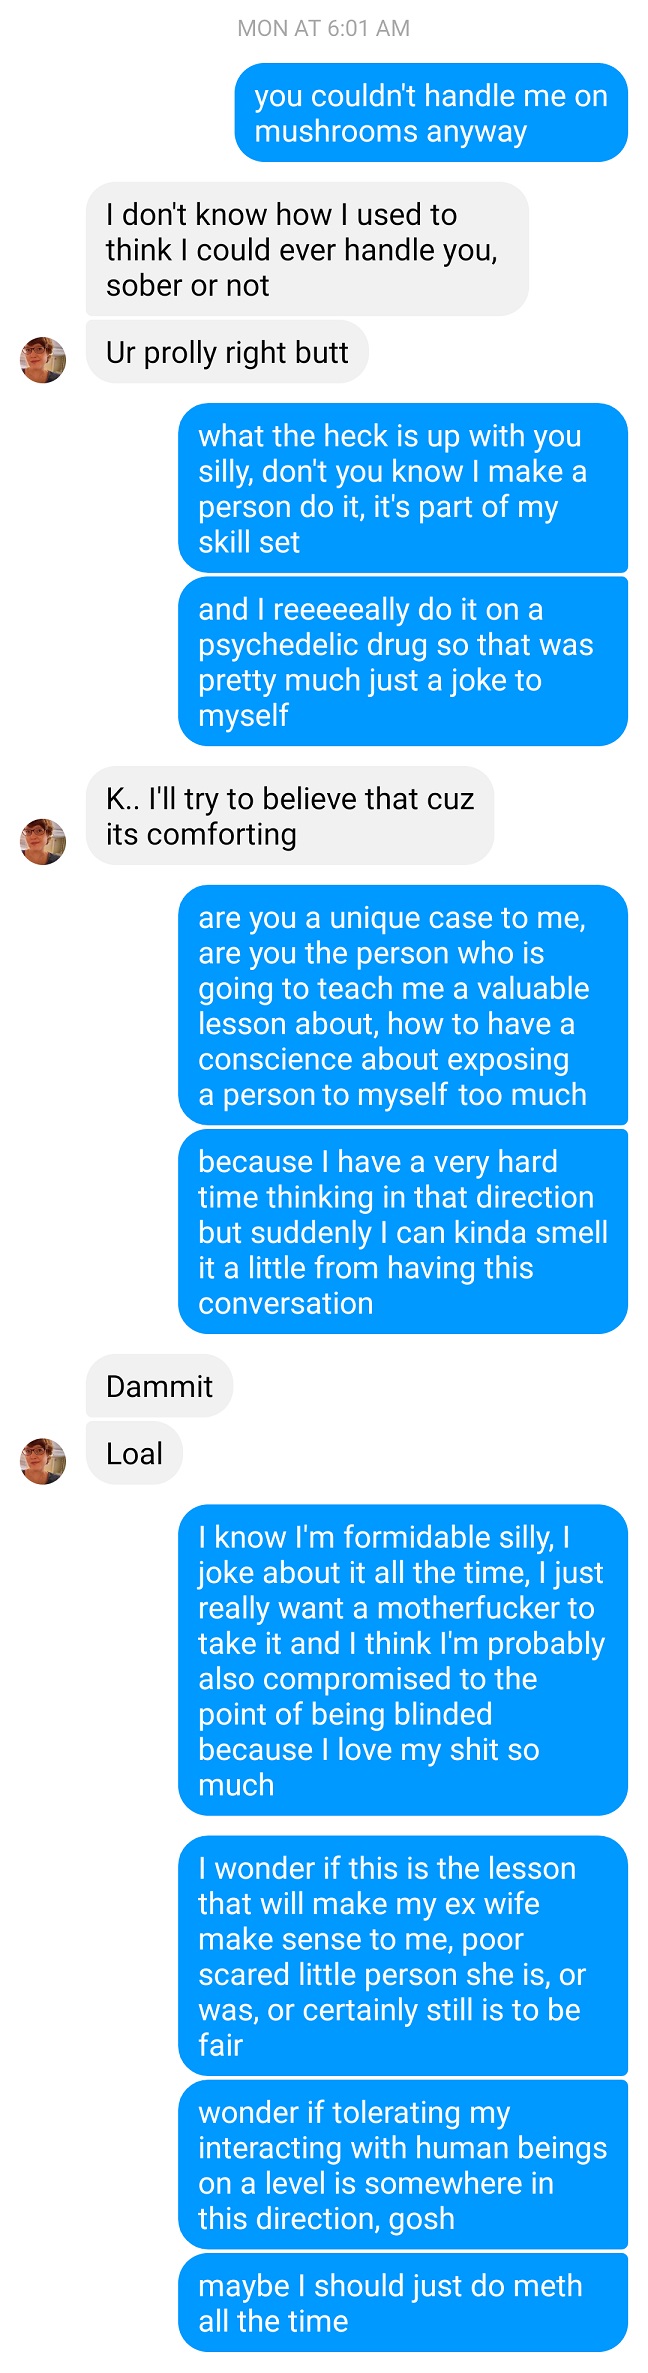 MON AT 6:01 AM
you couldn't handle me on
mushrooms anyway
I don't know how I used to
think I could ever handle you,
sober or not
Ur prolly right butt
what the heck is up with you
silly, don't you know I make a
person do it, it's part of my
skill set
and I reeeeeally do it on a
psychedelic drug so that was
pretty much just a joke to
myself
K.. I'll try to believe that cuz
its comforting
are you a unique case to me,
are you the person who is
going to teach me a valuable
lesson about, how to have a
conscience about exposing
a person to myself too much
because I have a very hard
time thinking in that direction
but suddenly I can kinda smell
it a little from having this
conversation
Dammit
Loal
I know I'm formidable silly, I
joke about it all the time, I just
really want a motherfucker to
take it and I think I'm probably
also compromised to the
point of being blinded
because I love my shit so
much
I wonder if this is the lesson
that will make my ex wife
make sense to me, poor
scared little person she is, or
was, or certainly still is to be
fair
wonder if tolerating my
interacting with human beings
on a level is somewhere in
this direction, gosh
maybe I should just do meth
all the time